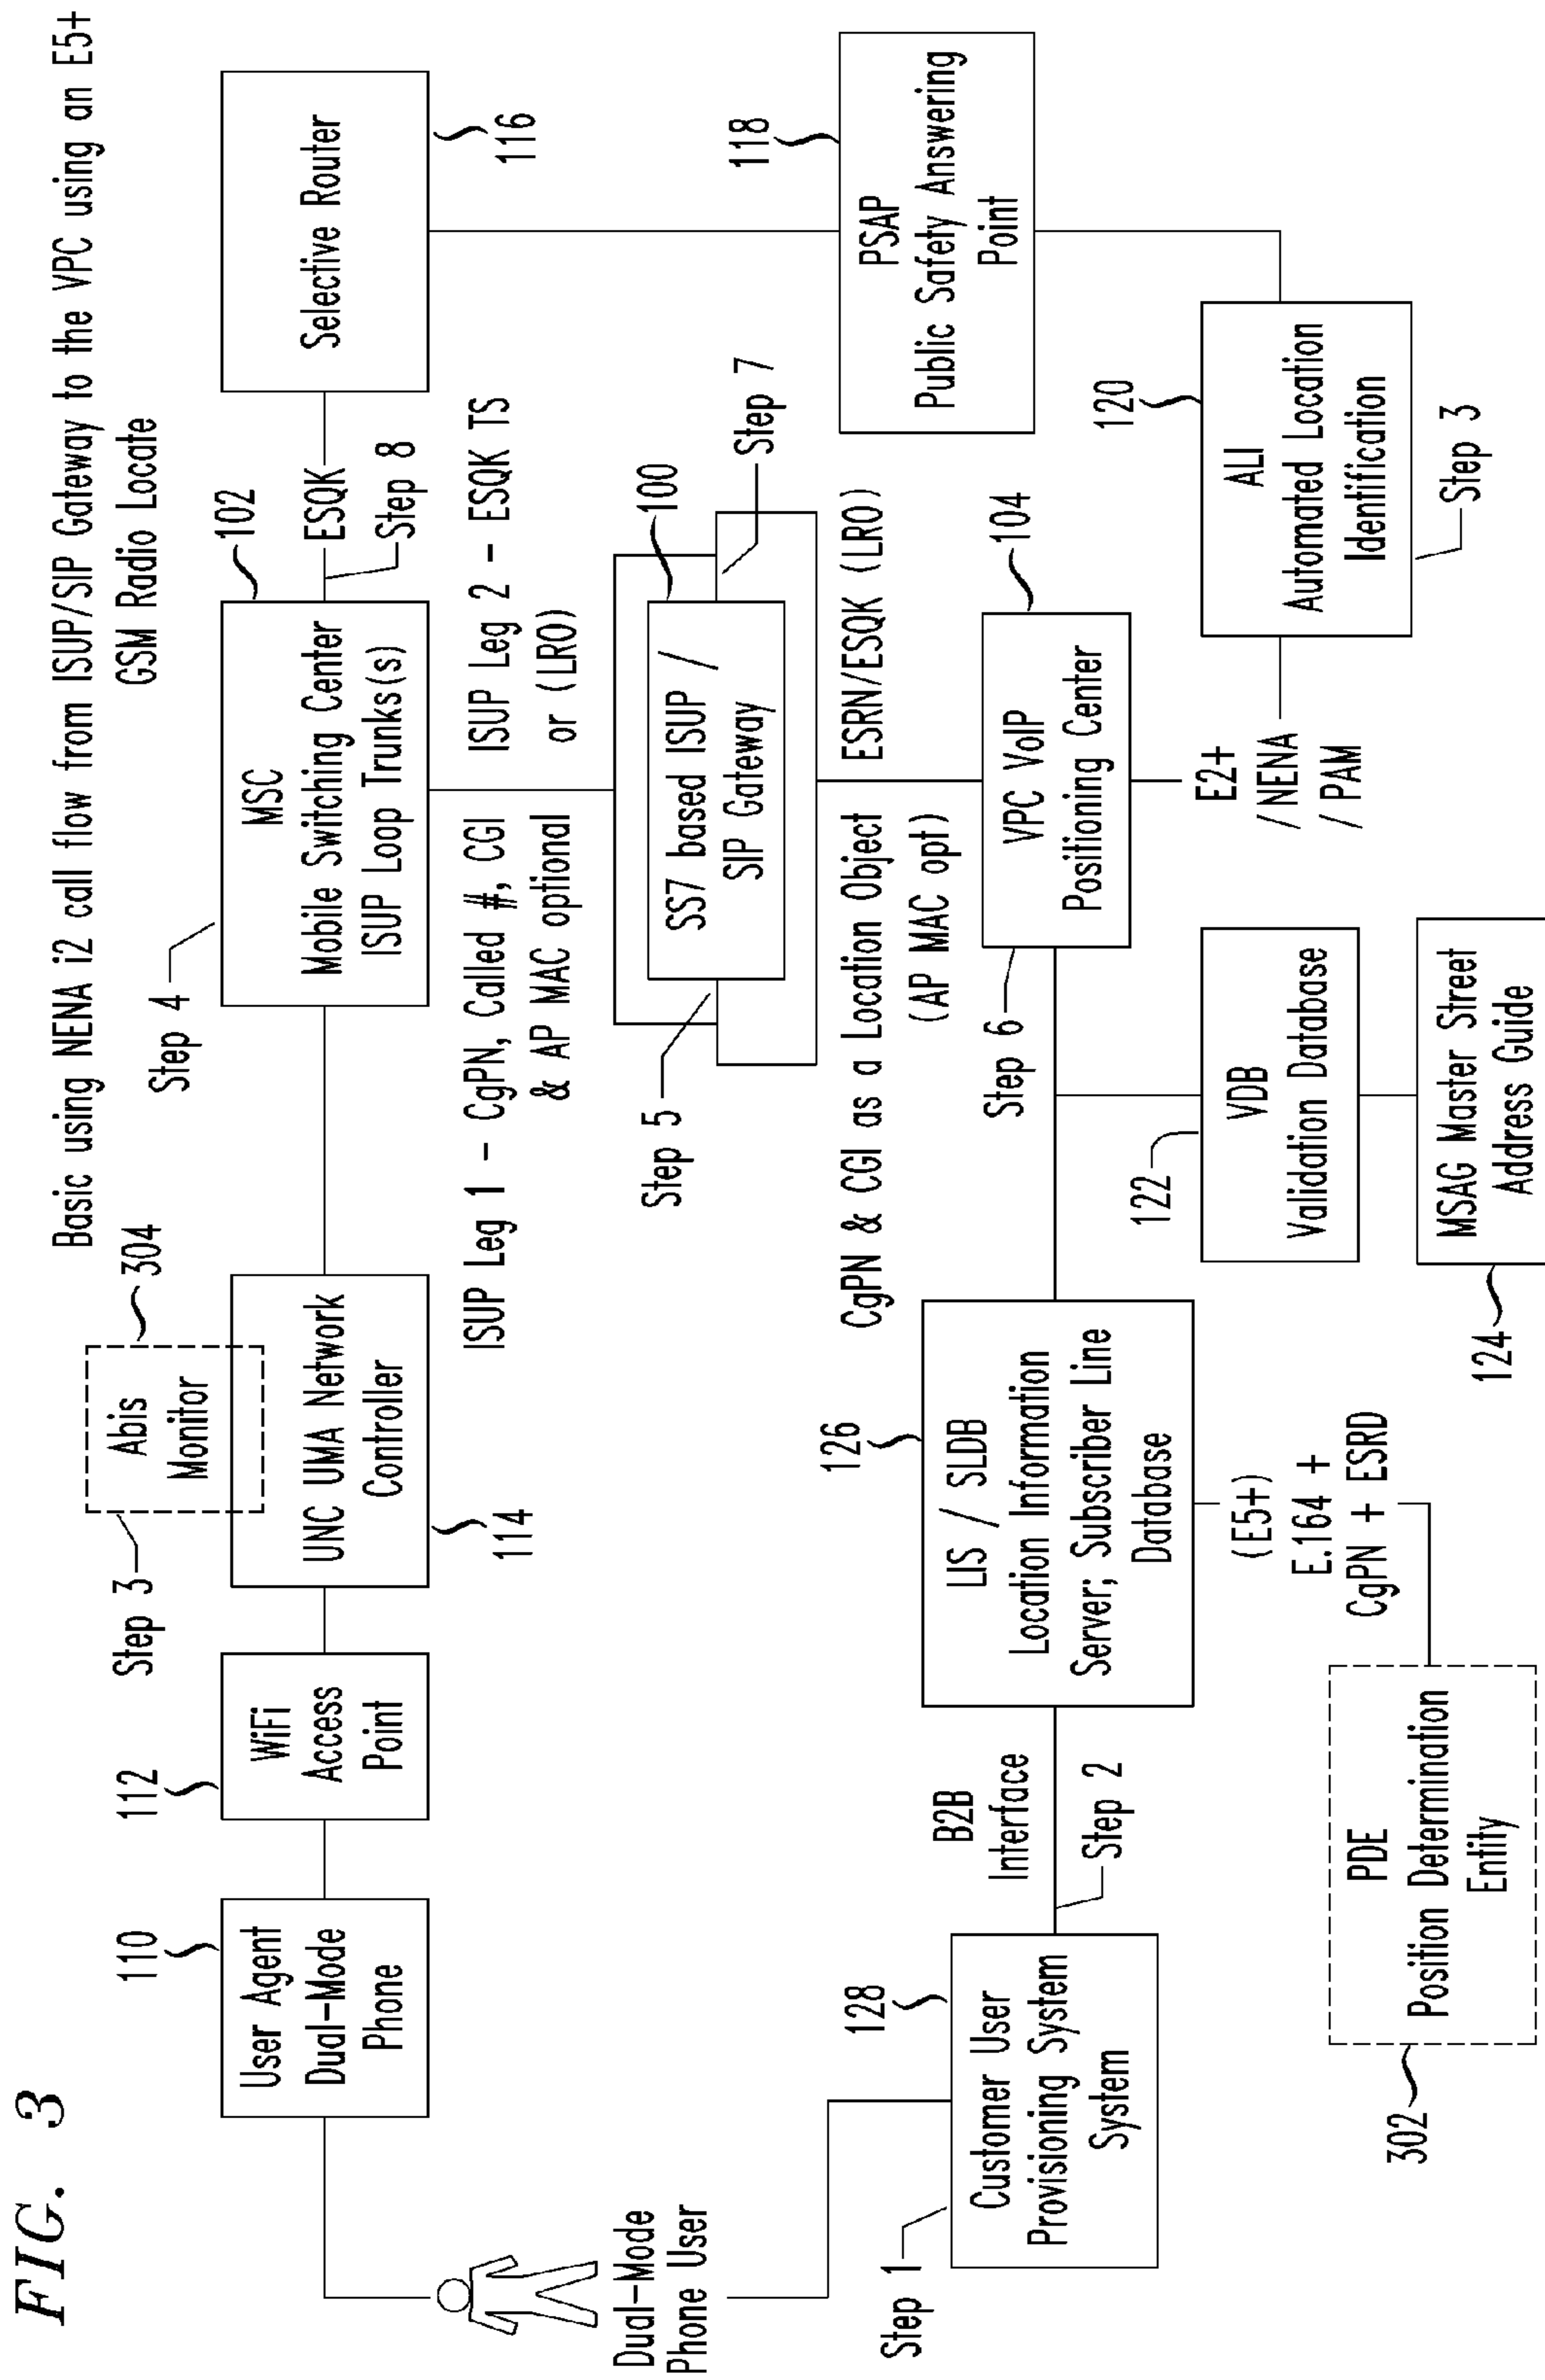 FIG. 3
Basic using NENA i2 call flow from ISUP/SIP Gateway to the VPC using an E5+
GSM Radio Locate
110
User Agent
Dual-Mode
Phone
112
WiFi
Access
Point
Step 3
304
Abis
Monitor
UNC UMA Network
Controller
114
Step 4
102
MSC
Mobile Switching Center
ISUP Loop Trunks(s)
ESQK
Step 8
Selective Router
116
Dual-Mode
Phone User
ISUP Leg 1 - CgPN, Called #, CGI
& AP MAC optional
ISUP Leg 2 - ESQK TS
or (LRO)
Step 5
100
SS7 based ISUP /
SIP Gateway
Step 7
118
PSAP
Public Safety Answering
Point
CgPN & CGI as a Location Object
(AP MAC opt)
ESRN/ESQK (LRO)
Step 1
128
Customer User
Provisioning System
System
B2B
Interface
Step 2
126
LIS / SLDB
Location Information
Server; Subscriber Line
Database
Step 6
104
VPC VoIP
Positioning Center
E2+
/ NENA
/ PAM
120
ALI
Automated Location
Identification
Step 3
122
VDB
Validation Database
(E5+)
E.164 +
CgPN + ESRD
302
PDE
Position Determination
Entity
124
MSAG Master Street
Address Guide